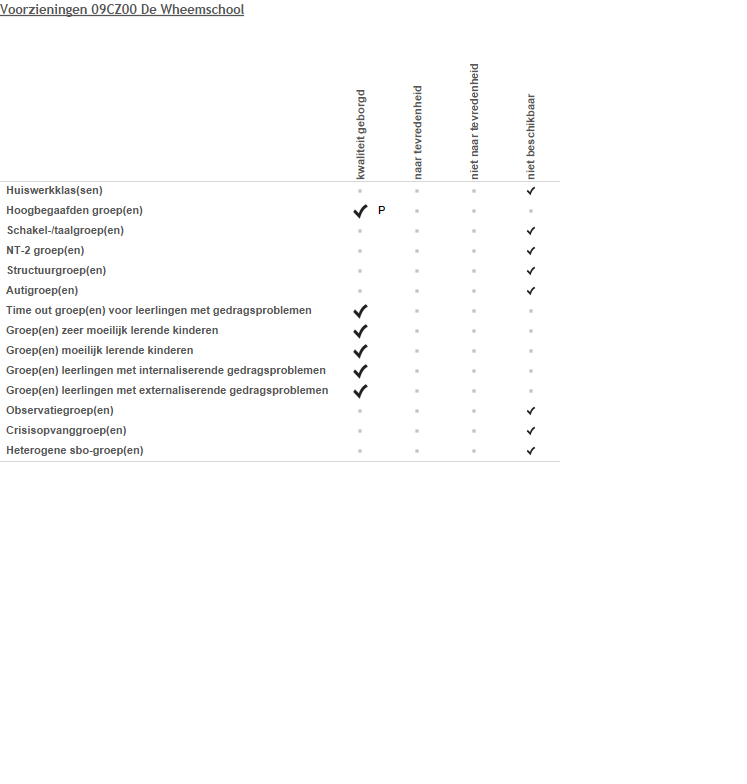 Voorzieningen 09CZ00 De Wheemschool
kwaliteit geborgd
naar tevredenheid
niet naar tevredenheid
niet beschikbaar
Huiswerkklas(sen)
Hoogbegaafden groep(en) P
Schakel-/taalgroep(en)
NT-2 groep(en)
Structuurgroep(en)
Autigroep(en)
Time out groep(en) voor leerlingen met gedragsproblemen
Groep(en) zeer moeilijk lerende kinderen
Groep(en) moeilijk lerende kinderen
Groep(en) leerlingen met internaliserende gedragsproblemen
Groep(en) leerlingen met externaliserende gedragsproblemen
Observatiegroep(en)
Crisisopvanggroep(en)
Heterogene sbo-groep(en)